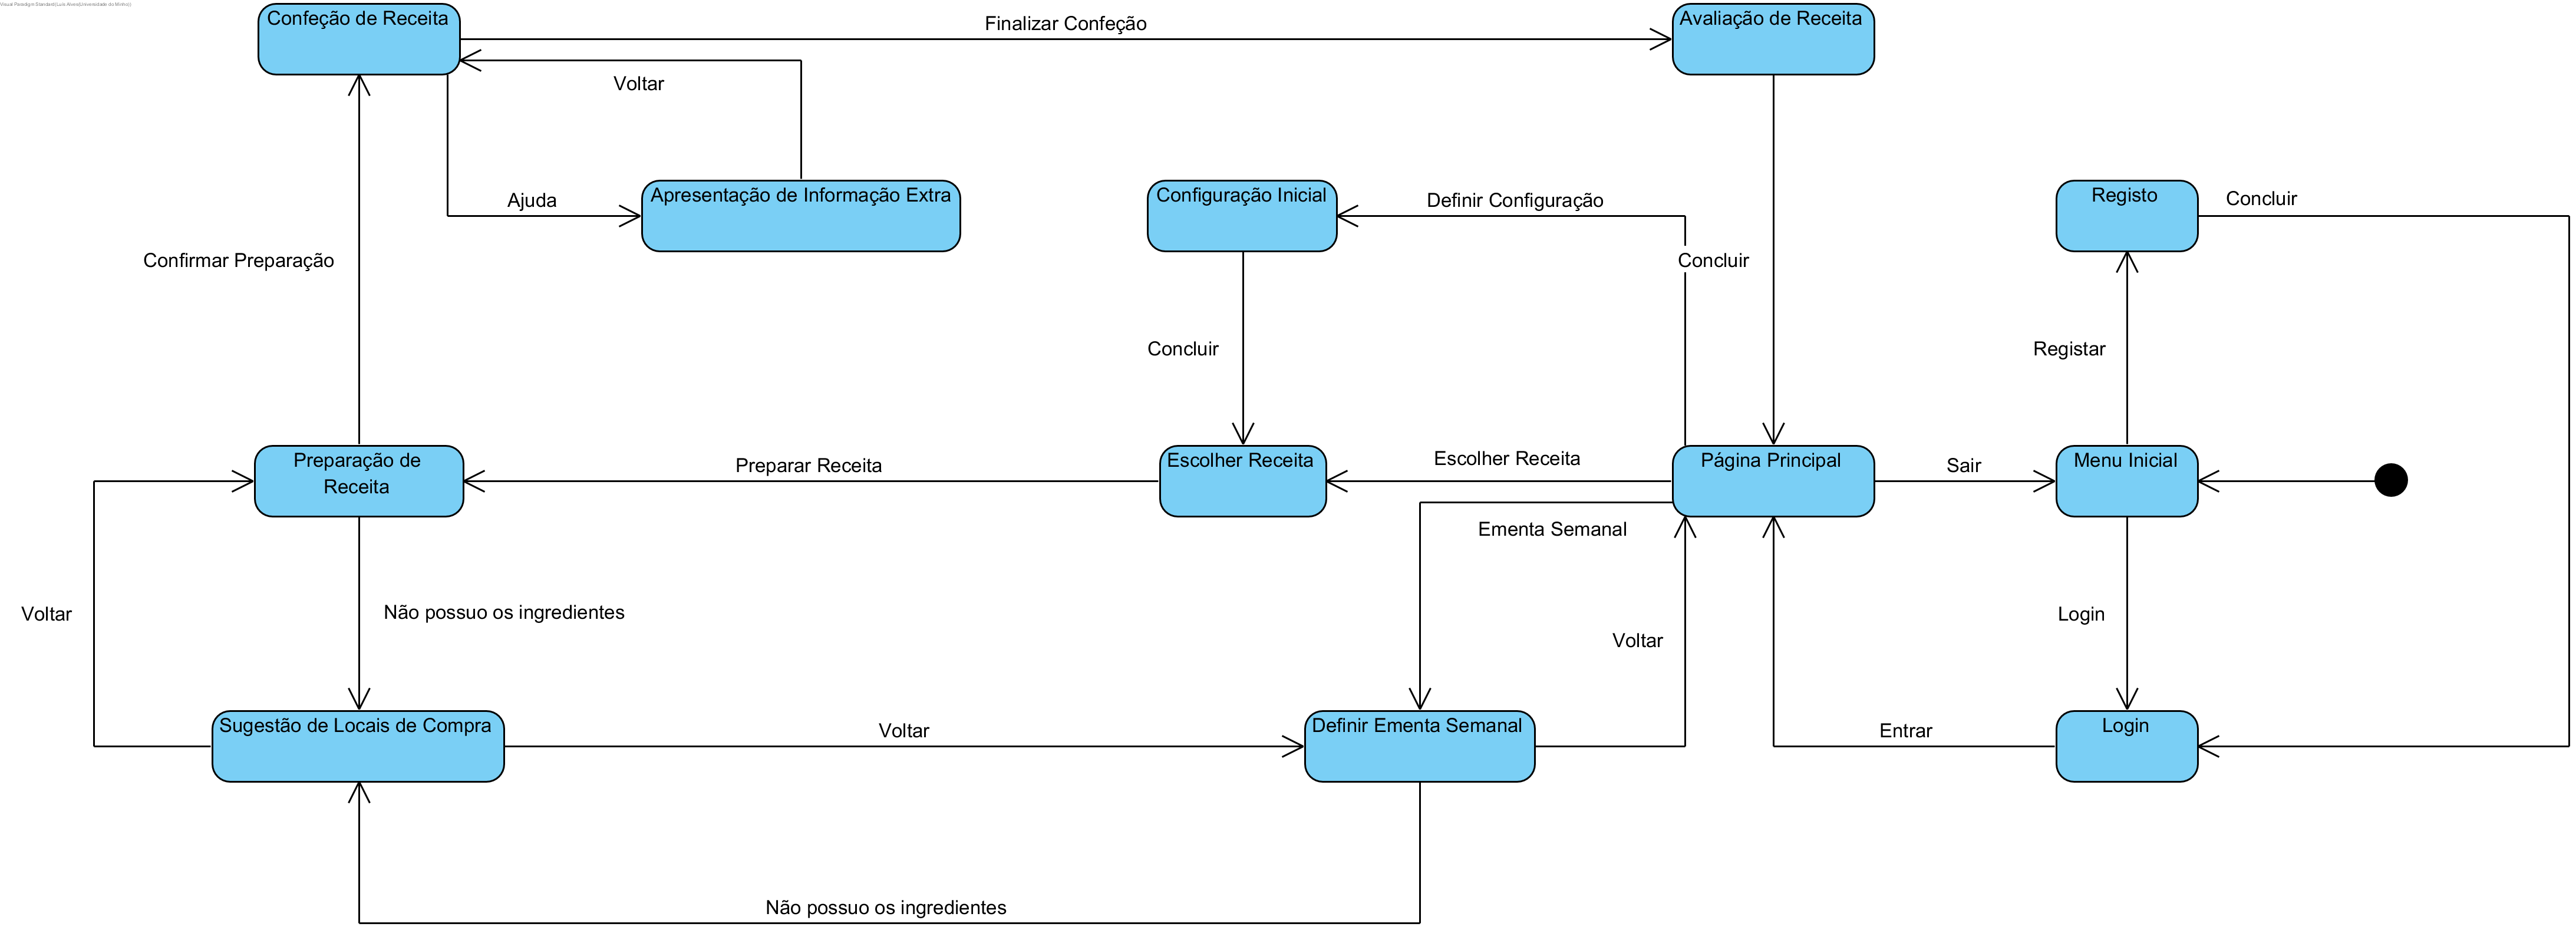 Visual Paradigm Standard(Luis Alves(Universidade do Minho))
Confeção de Receita
Finalizar Confeção
Avaliação de Receita
Voltar
Ajuda
Apresentação de Informação Extra
Configuração Inicial
Definir Configuração
Registo
Concluir
Confirmar Preparação
Concluir
Concluir
Registar
Preparação de
Receita
Preparar Receita
Escolher Receita
Escolher Receita
Página Principal
Sair
Menu Inicial
Ementa Semanal
Voltar
Não possuo os ingredientes
Voltar
Login
Sugestão de Locais de Compra
Voltar
Definir Ementa Semanal
Entrar
Login
Não possuo os ingredientes